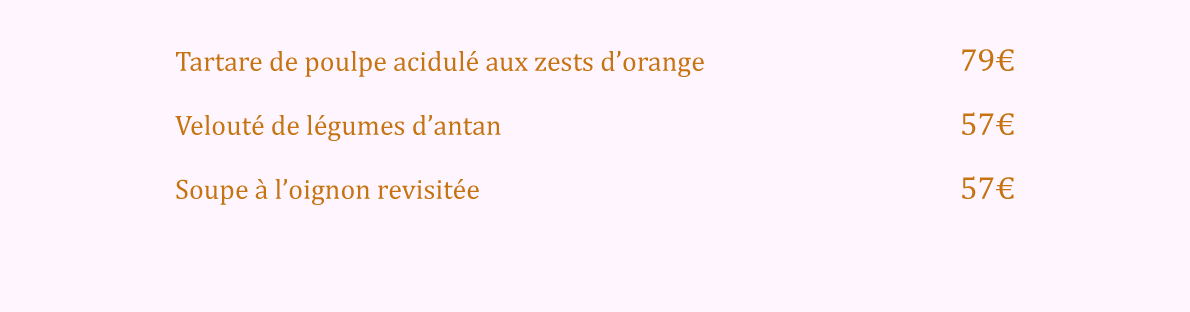 Tartare de poulpe acidulé aux zests d’orange 79€
Velouté de légumes d’antan 57€
Soupe à l’oignon revisitée 57€